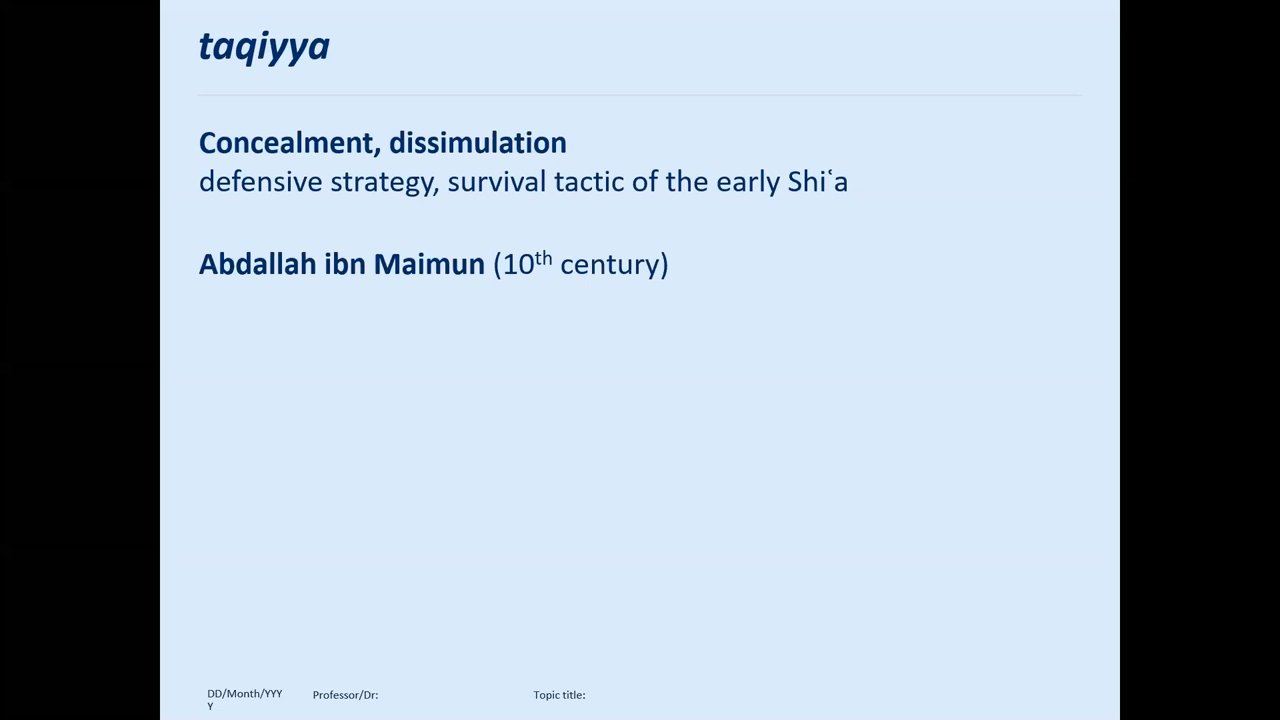 taqiyya
Concealment, dissimulation
defensive strategy, survival tactic of the early Shiʿa
Abdallah ibn Maimun (10th century)
DD/Month/YYY
Y
Professor/Dr:
Topic title: